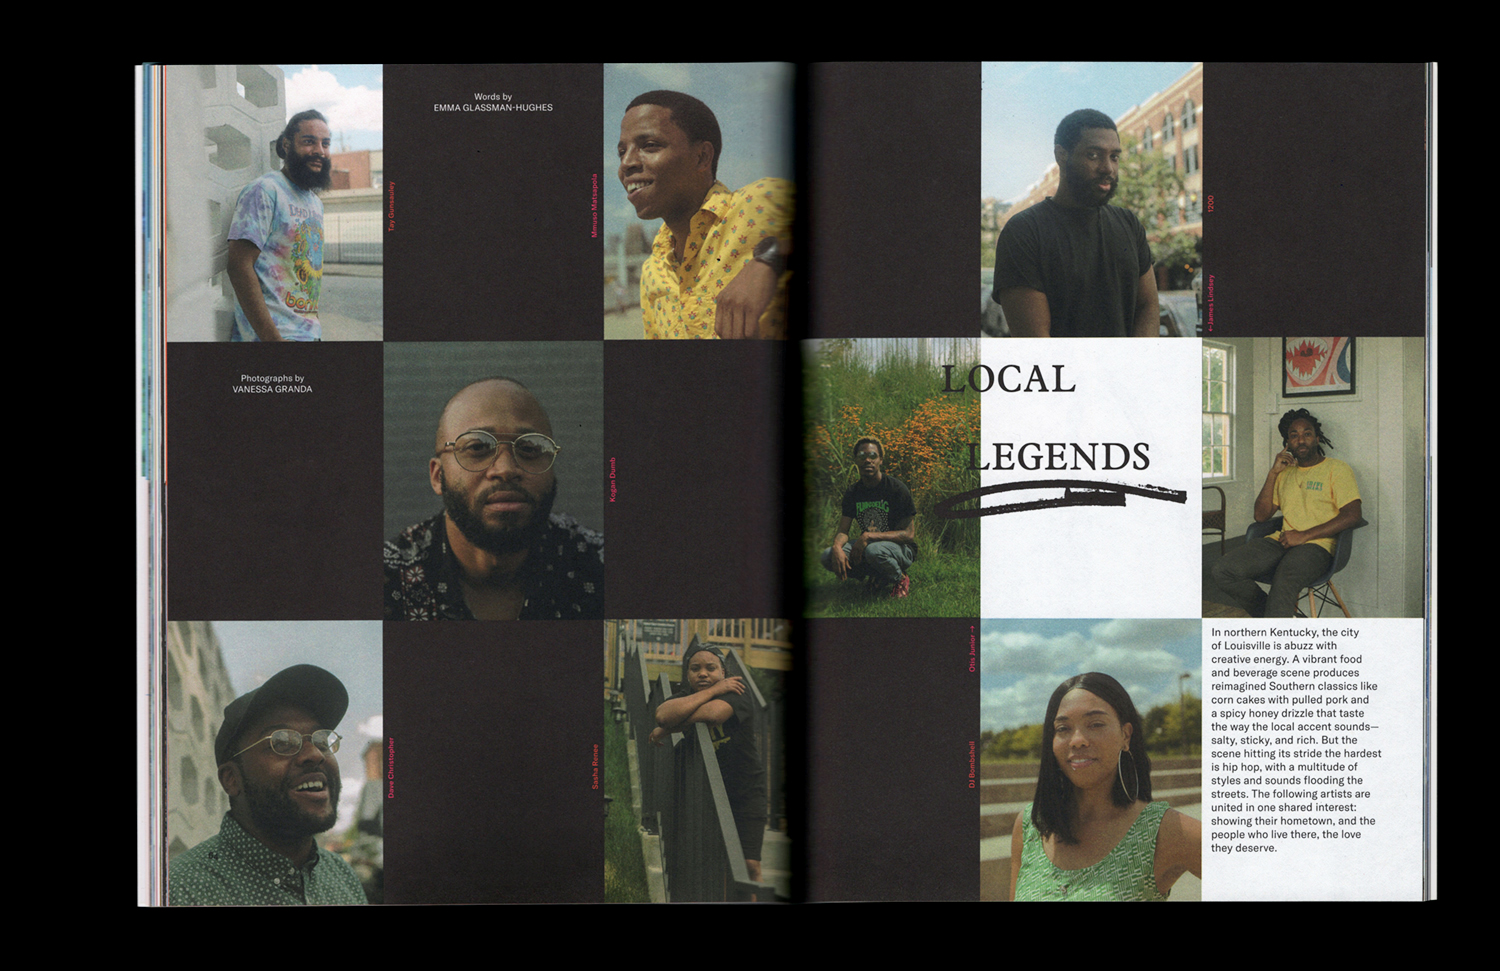 Words by
EMMA GLASSMAN-HUGHES
Tay Gunsauley
Mmuso Matsapola
Photographs by
VANESSA GRANDA
Kogan Dumb
Dave Christopher
Sasha Renee
1200
←James Lindsey
LOCAL
LEGENDS
Otis Junior →
DJ Bombshell
In northern Kentucky, the city
of Louisville is abuzz with
creative energy. A vibrant food
and beverage scene produces
reimagined Southern classics like
corn cakes with pulled pork and
a spicy honey drizzle that taste
the way the local accent sounds—
salty, sticky, and rich. But the
scene hitting its stride the hardest
is hip hop, with a multitude of
styles and sounds flooding the
streets. The following artists are
united in one shared interest:
showing their hometown, and the
people who live there, the love
they deserve.